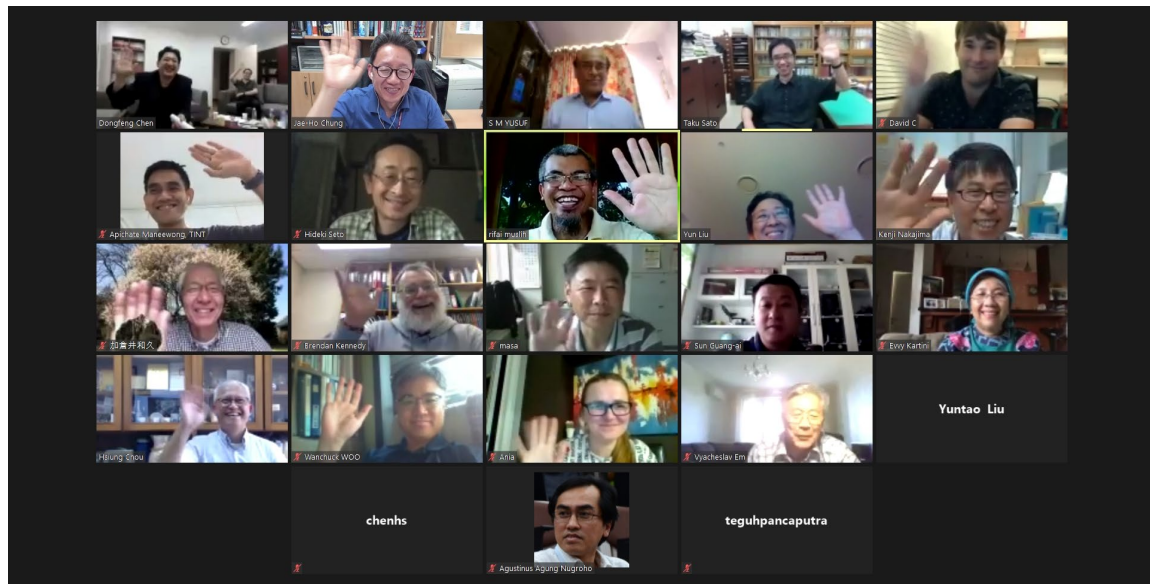 Dongfeng Chen
Jae-Ho Chung
S M YUSUF
Taku Sato
David C
Apichate Maneewong, TINT
Hideki Seto
rifai muslih
Yun Liu
Kenji Nakajima
加倉井和久
Brendan Kennedy
masa
Sun Guang-ai
Evvy Kartini
Hsiung Chou
Wanchuck WOO
Ania
Vyacheslav Em
Yuntao Liu
chenhs
Agustinus Agung Nugroho
teguhpancaputra